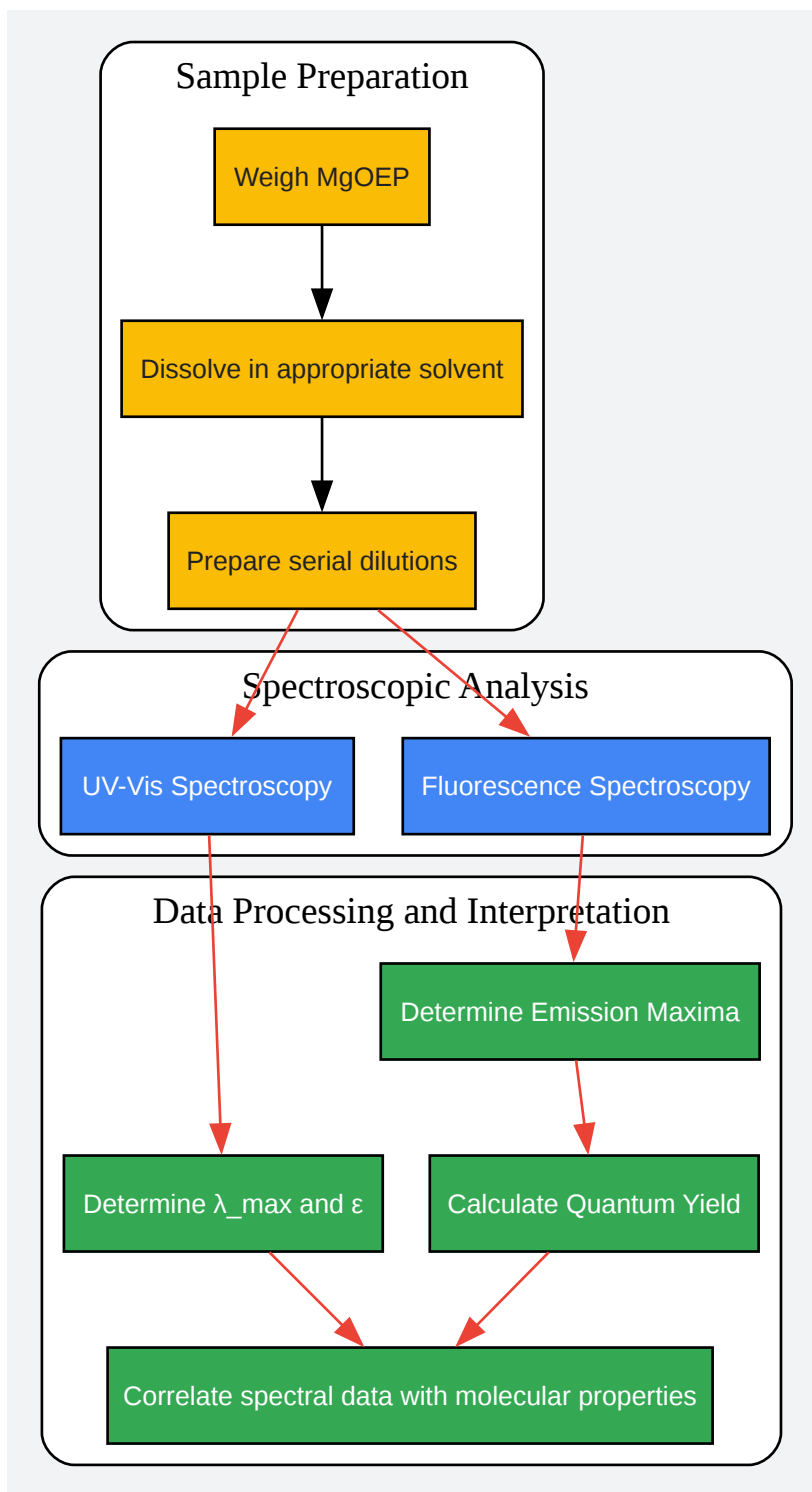 Sample Preparation
Weigh MgOEP
Dissolve in appropriate solvent
Prepare serial dilutions
Spectroscopic Analysis
UV-Vis Spectroscopy
Fluorescence Spectroscopy
Data Processing and Interpretation
Determine Emission Maxima
Determine λ_max and ε
Calculate Quantum Yield
Correlate spectral data with molecular properties